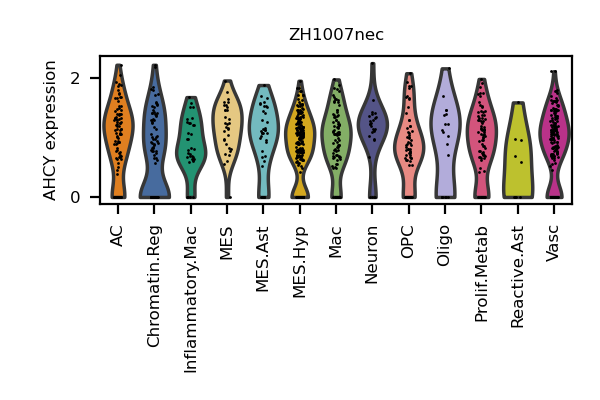 ZH1007nec
AHCY expression
2
0
AC
Chromatin.Reg
Inflammatory.Mac
MES
MES.Ast
MES.Hyp
Mac
Neuron
OPC
Oligo
Prolif.Metab
Reactive.Ast
Vasc